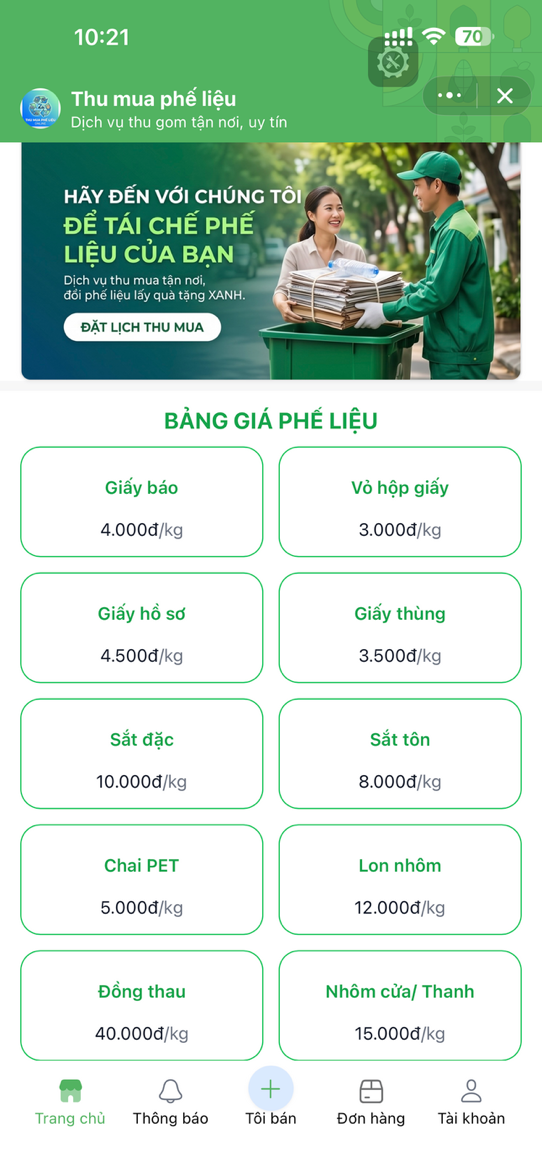 10:21
70
Thu mua phế liệu
Dịch vụ thu gom tận nơi, uy tín
HÃY ĐẾN VỚI CHÚNG TÔI
ĐỂ TÁI CHẾ PHẾ
LIỆU CỦA BẠN
Dịch vụ thu mua tận nơi,
đổi phế liệu lấy quà tặng XANH.
ĐẶT LỊCH THU MUA
BẢNG GIÁ PHẾ LIỆU
Giấy báo
4.000đ/kg
Vỏ hộp giấy
3.000đ/kg
Giấy hồ sơ
4.500đ/kg
Giấy thùng
3.500đ/kg
Sắt đặc
10.000đ/kg
Sắt tôn
8.000đ/kg
Chai PET
5.000đ/kg
Lon nhôm
12.000đ/kg
Đồng thau
40.000đ/kg
Nhôm cửa/ Thanh
15.000đ/kg
Trang chủ
Thông báo
Tôi bán
Đơn hàng
Tài khoản